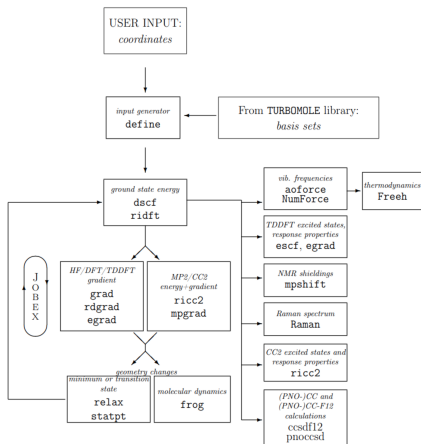 USER INPUT:
coordinates
input generator
define
From TURBOMOLE library:
basis sets
ground state energy
dscf
ridft
vib. frequencies
aoforce
NumForce
thermodynamics
Freeh
TDDFT excited states,
response properties
escf, egrad
JOBEX
HF/DFT/TDDFT
gradient
grad
rdgrad
egrad
MP2/CC2
energy+gradient
ricc2
mpgrad
NMR shieldings
mpshift
Raman spectrum
Raman
CC2 excited states and
response properties
ricc2
geometry changes
minimum or transition
state
relax
statpt
molecular dynamics
frog
(PNO-)CC and
(PNO-)CC-F12
calculations
ccsdf12
pnoccsd